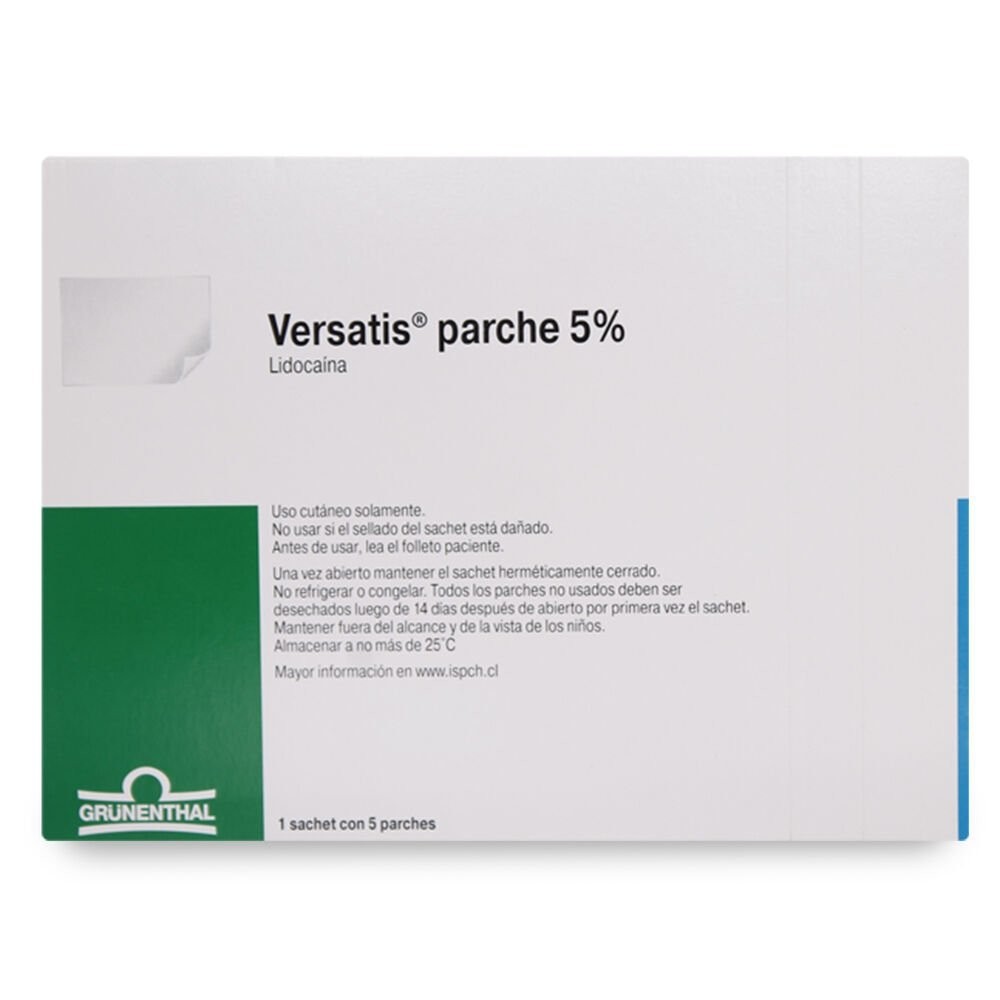 Versatis® parche 5%
Lidocaína
Uso cutáneo solamente.
No usar si el sellado del sachet está dañado.
Antes de usar, lea el folleto paciente.
Una vez abierto mantener el sachet herméticamente cerrado.
No refrigerar o congelar. Todos los parches no usados deben ser
desechados luego de 14 días después de abierto por primera vez el sachet.
Mantener fuera del alcance y de la vista de los niños.
Almacenar a no más de 25°C
Mayor información en www.ispch.cl
GRÜNENTHAL
1 sachet con 5 parches